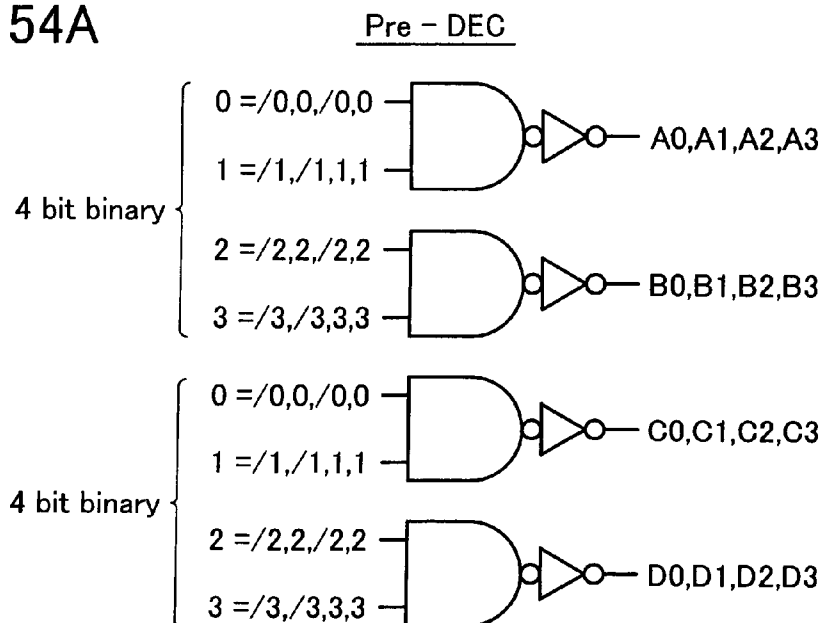 54A
Pre - DEC
0 =/0,0,/0,0
A0,A1,A2,A3
1 =/1,/1,1,1
4 bit binary
2 =/2,2,/2,2
B0,B1,B2,B3
3 =/3,/3,3,3
0 =/0,0,/0,0
C0,C1,C2,C3
1 =/1,/1,1,1
4 bit binary
2 =/2,2,/2,2
D0,D1,D2,D3
3 =/3,/3,3,3